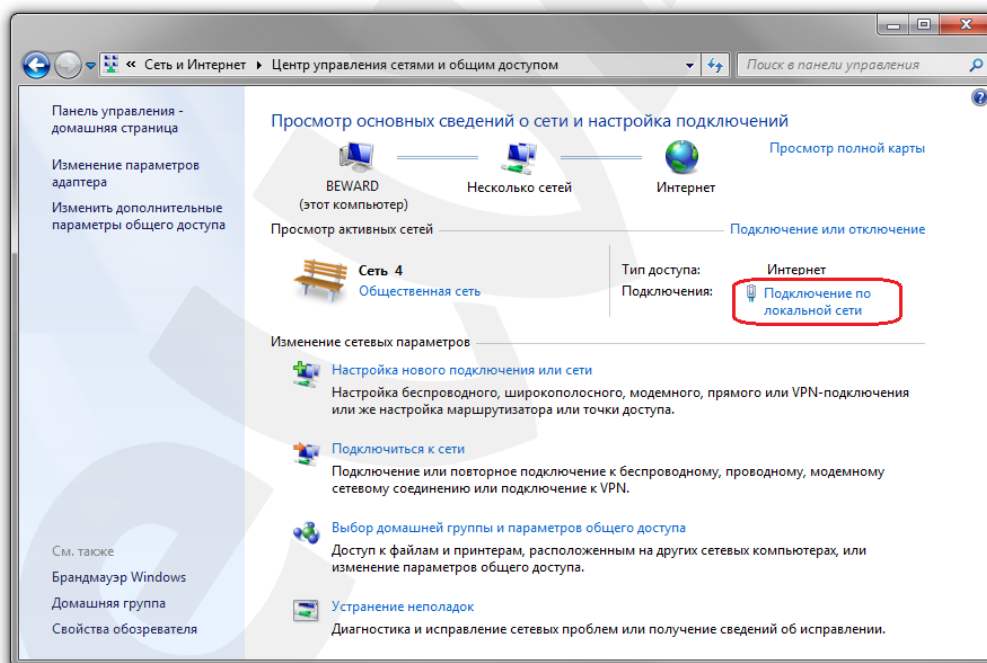 « Сеть и Интернет ▸ Центр управления сетями и общим доступом
Поиск в панели управления
Панель управления -
домашняя страница
Изменение параметров
адаптера
Изменить дополнительные
параметры общего доступа
См. также
Брандмауэр Windows
Домашняя группа
Свойства обозревателя
Просмотр основных сведений о сети и настройка подключений
Просмотр полной карты
BEWARD
(этот компьютер)
Несколько сетей
Интернет
Просмотр активных сетей
Подключение или отключение
Сеть 4
Общественная сеть
Тип доступа: Интернет
Подключения: Подключение по
локальной сети
Изменение сетевых параметров
Настройка нового подключения или сети
Настройка беспроводного, широкополосного, модемного, прямого или VPN-подключения
или же настройка маршрутизатора или точки доступа.
Подключиться к сети
Подключение или повторное подключение к беспроводному, проводному, модемному
сетевому соединению или подключение к VPN.
Выбор домашней группы и параметров общего доступа
Доступ к файлам и принтерам, расположенным на других сетевых компьютерах, или
изменение параметров общего доступа.
Устранение неполадок
Диагностика и исправление сетевых проблем или получение сведений об исправлении.